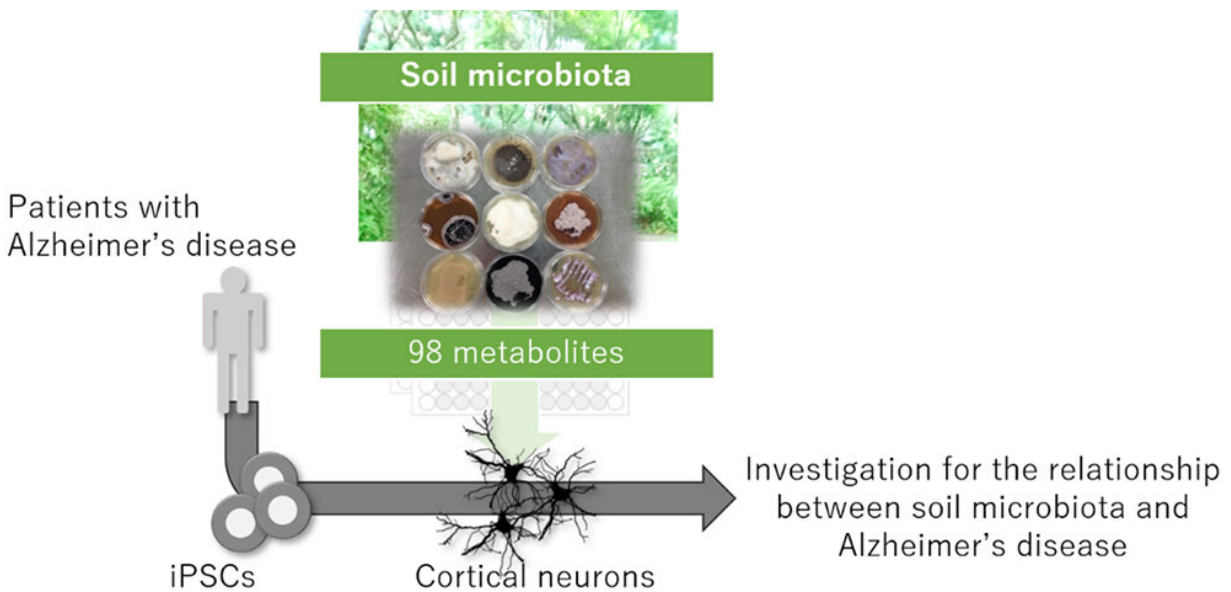 Soil microbiota
Patients with
Alzheimer's disease
98 metabolites
iPSCs
Cortical neurons
Investigation for the relationship
between soil microbiota and
Alzheimer's disease